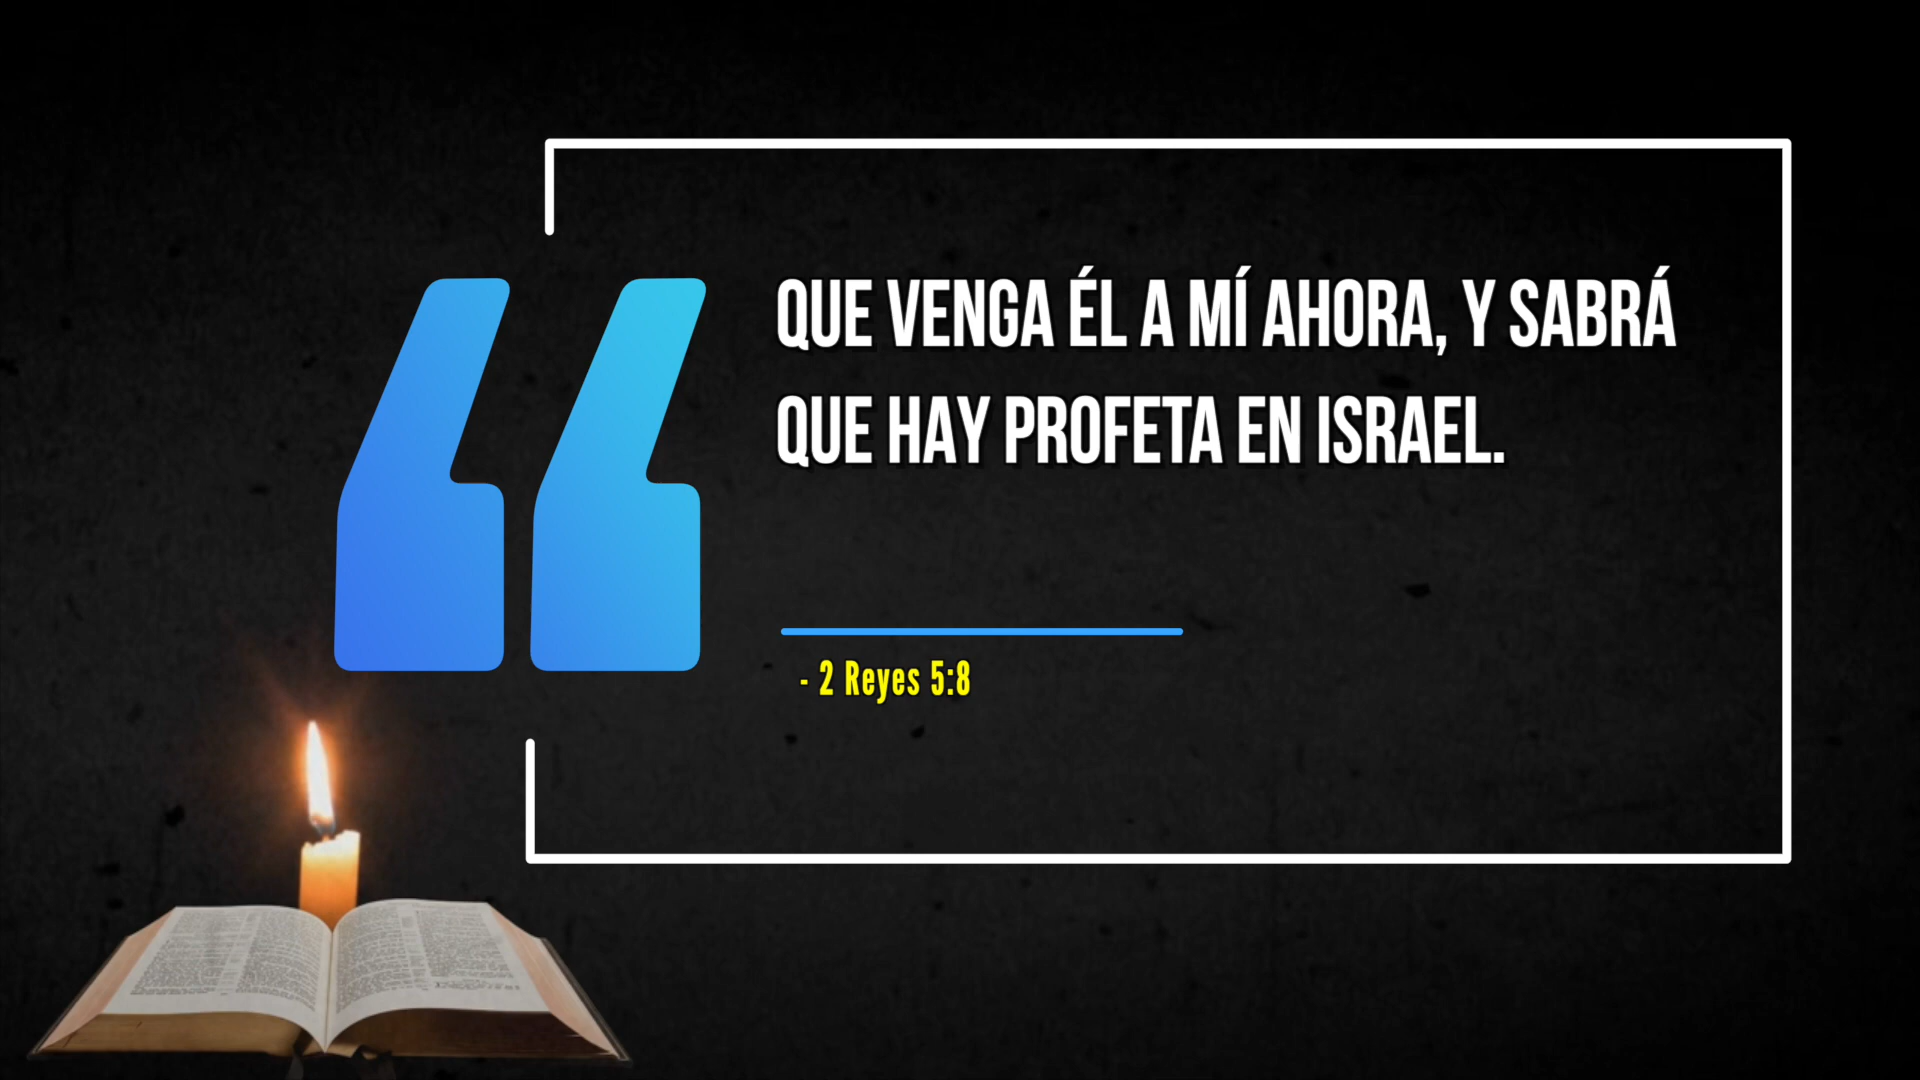 QUE VENGA ÉL A MÍ AHORA, Y SABRÁ
QUE HAY PROFETA EN ISRAEL.
- 2 Reyes 5:8